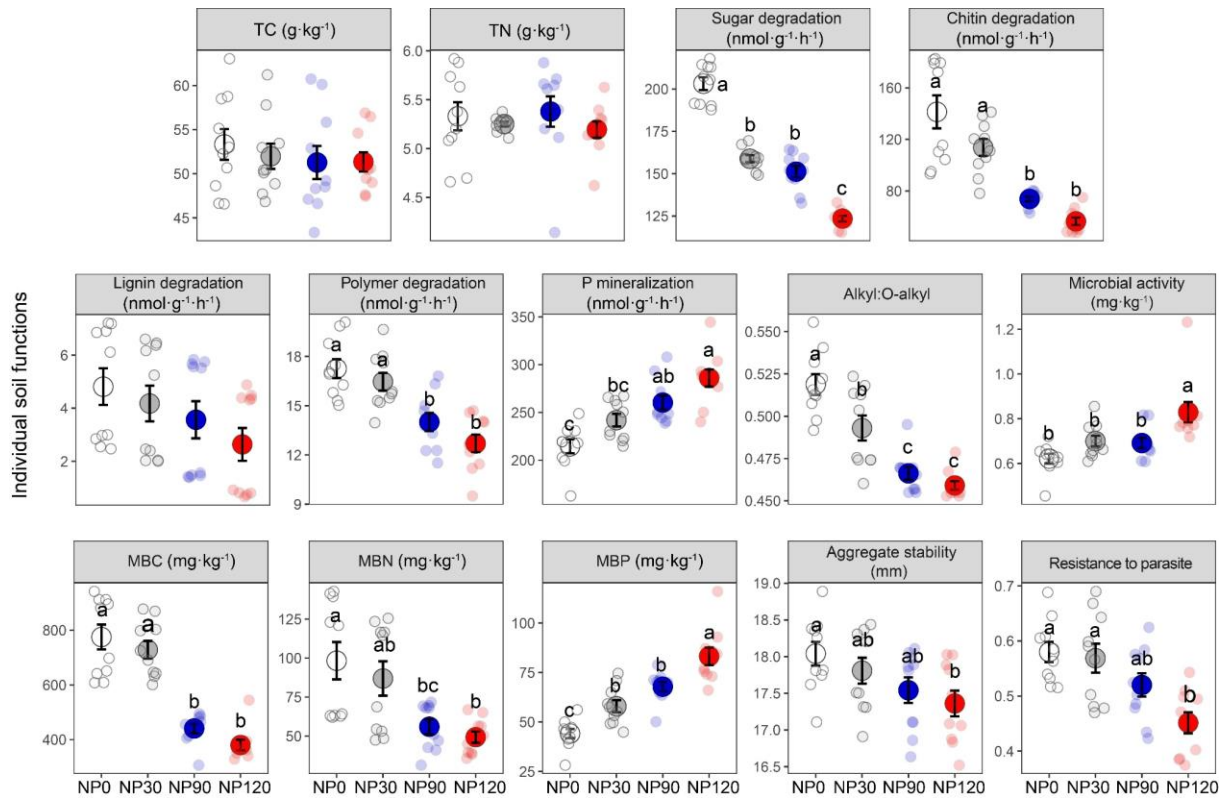 TC (g·kg⁻¹)
TN (g·kg⁻¹)
Sugar degradation
(nmol·g⁻¹·h⁻¹)
Chitin degradation
(nmol·g⁻¹·h⁻¹)
60
55
50
45
6.0
5.5
5.0
4.5
200
175
150
125
a
b
b
c
160
120
80
a
a
b
b
Individual soil functions
Lignin degradation
(nmol·g⁻¹·h⁻¹)
Polymer degradation
(nmol·g⁻¹·h⁻¹)
P mineralization
(nmol·g⁻¹·h⁻¹)
Alkyl:O-alkyl
Microbial activity
(mg·kg⁻¹)
6
4
2
18
15
12
9
a
a
b
b
350
300
250
200
c
bc
ab
a
0.550
0.525
0.500
0.475
0.450
a
b
c
c
1.2
1.0
0.8
0.6
b
b
b
a
MBC (mg·kg⁻¹)
MBN (mg·kg⁻¹)
MBP (mg·kg⁻¹)
Aggregate stability
(mm)
Resistance to parasite
800
600
400
a
a
b
b
125
100
75
50
a
ab
bc
b
100
75
50
25
c
b
b
a
19.0
18.5
18.0
17.5
17.0
16.5
a
ab
ab
b
0.7
0.6
0.5
0.4
a
a
ab
b
NP0 NP30 NP90 NP120
NP0 NP30 NP90 NP120
NP0 NP30 NP90 NP120
NP0 NP30 NP90 NP120
NP0 NP30 NP90 NP120